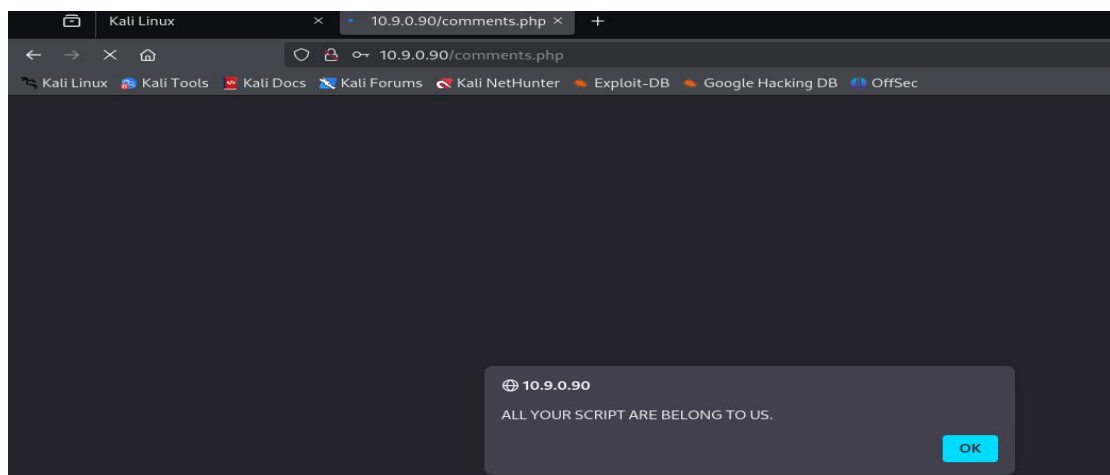 Kali Linux
10.9.0.90/comments.php
10.9.0.90/comments.php
Kali Linux Kali Tools Kali Docs Kali Forums Kali NetHunter Exploit-DB Google Hacking DB OffSec
10.9.0.90
ALL YOUR SCRIPT ARE BELONG TO US.
OK